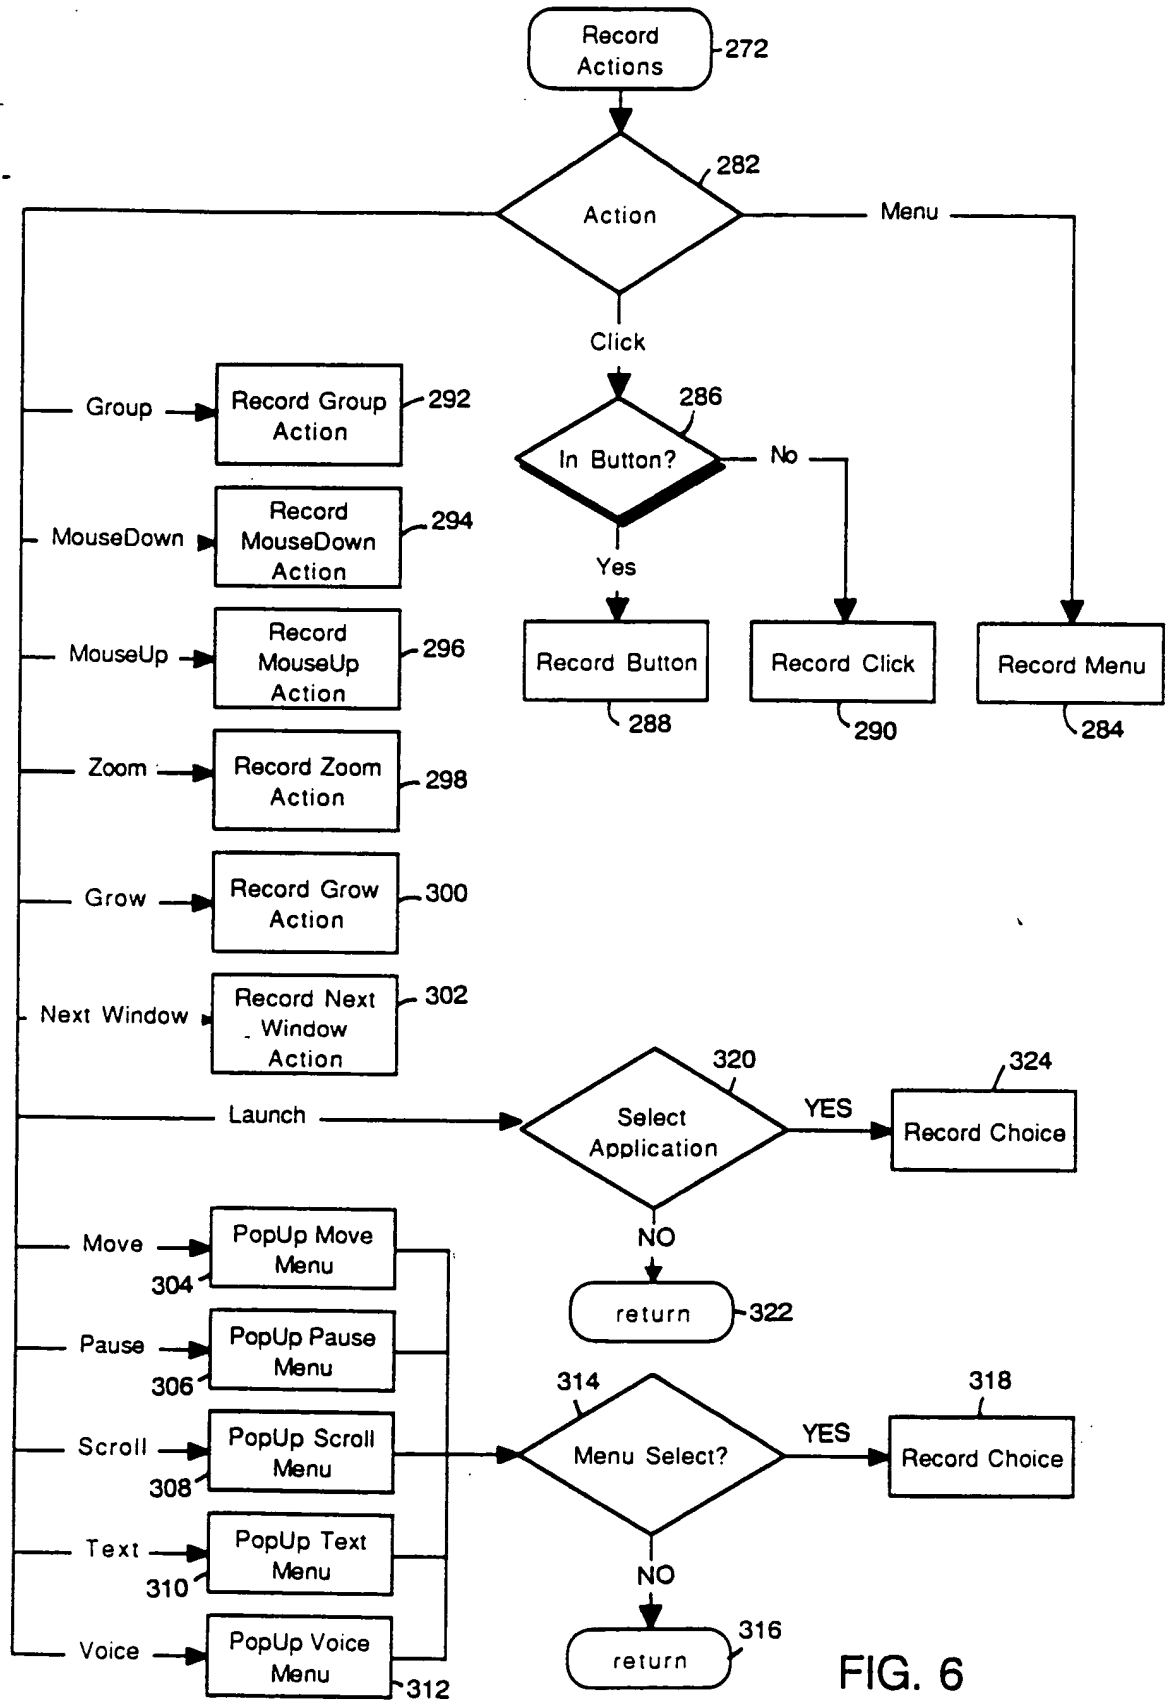 Record
Actions
272
282
Action
Menu
Click
286
In Button?
No
Yes
Group
Record Group
Action
292
MouseDown
Record
MouseDown
Action
294
MouseUp
Record
MouseUp
Action
296
Record Button
288
Record Click
290
Record Menu
284
Zoom
Record Zoom
Action
298
Grow
Record Grow
Action
300
Next Window
Record Next
Window
Action
302
Launch
320
Select
Application
YES
324
Record Choice
NO
return
322
Move
PopUp Move
Menu
304
Pause
PopUp Pause
Menu
306
Scroll
PopUp Scroll
Menu
308
Text
PopUp Text
Menu
310
Voice
PopUp Voice
Menu
312
314
Menu Select?
YES
318
Record Choice
NO
return
316
FIG. 6